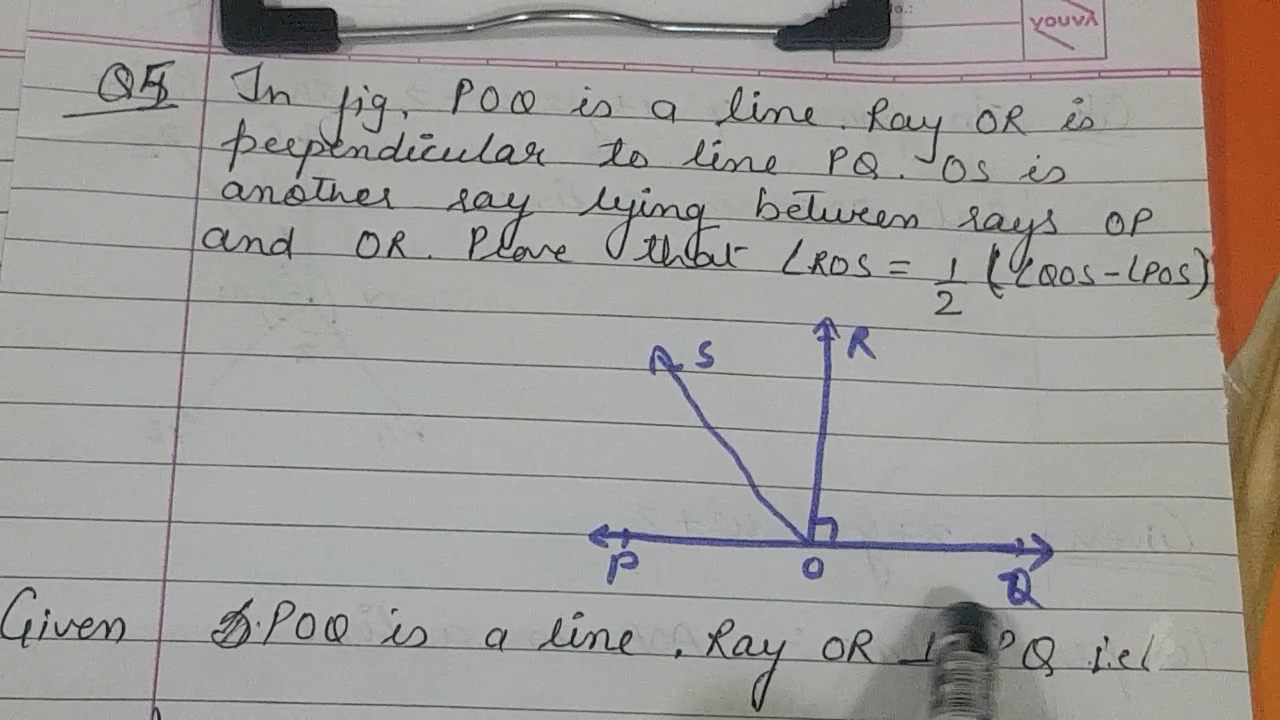 YOUVA
Q5 In fig, POQ is a line. Ray OR is
perpendicular to line PQ. OS is
another ray lying between rays OP
and OR. Prove that ∠ROS = 1/2 (∠QOS - ∠POS)
S R
P O Q
Given POQ is a line, Ray OR ⊥ PQ i.e